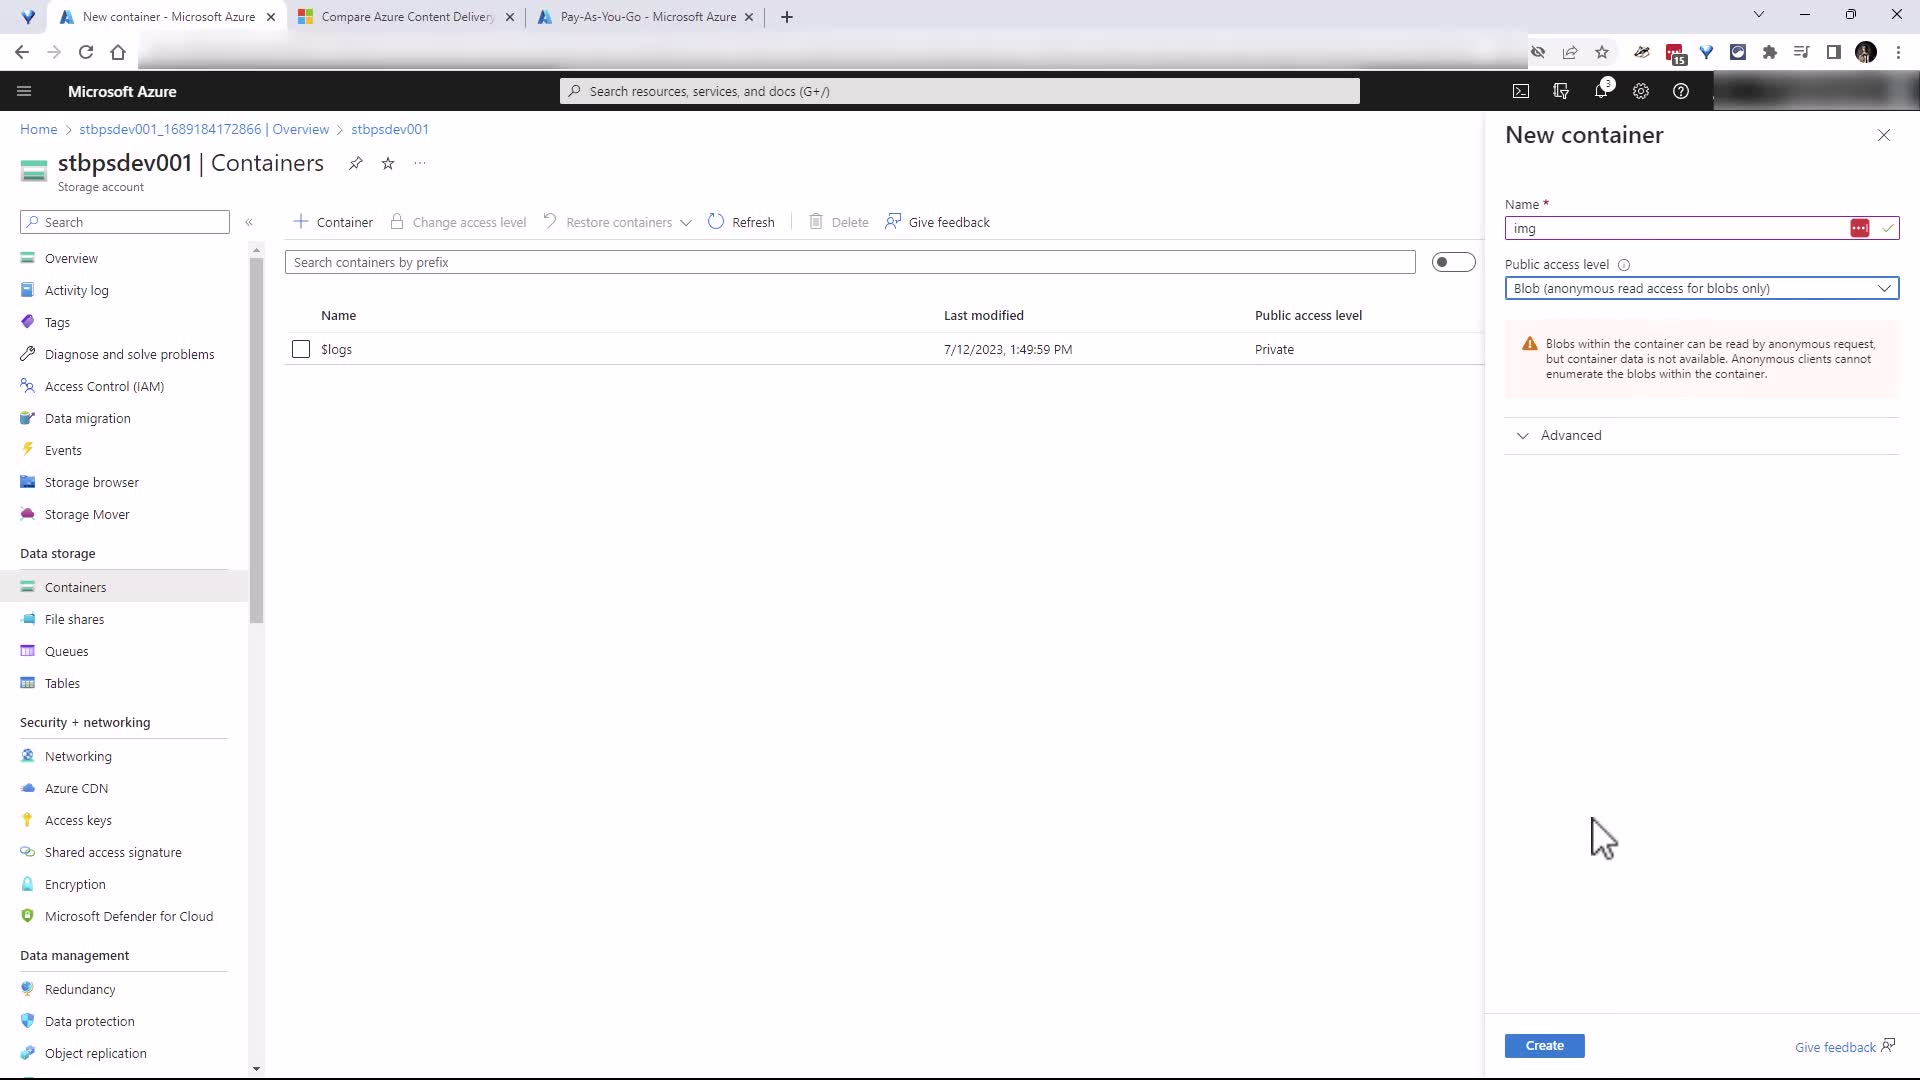 New container - Microsoft Azure
Compare Azure Content Delivery
Pay-As-You-Go - Microsoft Azure
15
Microsoft Azure
Search resources, services, and docs (G+/)
3
Home > stbpsdev001_1689184172866 | Overview > stbpsdev001
stbpsdev001 | Containers
Storage account
Search
Overview
Activity log
Tags
Diagnose and solve problems
Access Control (IAM)
Data migration
Events
Storage browser
Storage Mover
Data storage
Containers
File shares
Queues
Tables
Security + networking
Networking
Azure CDN
Access keys
Shared access signature
Encryption
Microsoft Defender for Cloud
Data management
Redundancy
Data protection
Object replication
Container
Change access level
Restore containers
Refresh
Delete
Give feedback
Search containers by prefix
Name Last modified Public access level
$logs 7/12/2023, 1:49:59 PM Private
New container
Name *
img
Public access level
Blob (anonymous read access for blobs only)
Blobs within the container can be read by anonymous request,
but container data is not available. Anonymous clients cannot
enumerate the blobs within the container.
Advanced
Create
Give feedback